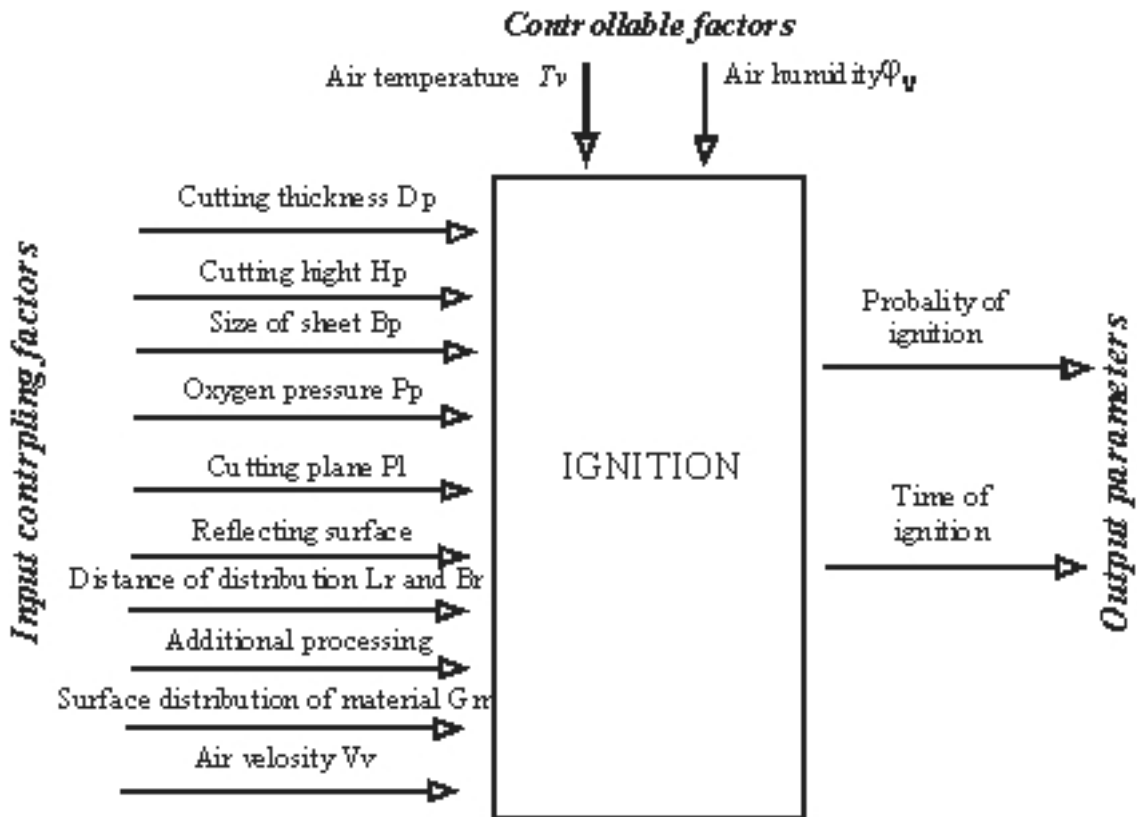 Controllable factors
Air temperature Tv
Air humidity φv
Input contrpling factors
Cutting thickness Dp
Cutting hight Hp
Size of sheet Bp
Oxygen pressure Pp
Cutting plane Pl
Reflecting surface
Distance of distribution Lr and Br
Additional processing
Surface distribution of material Gm
Air velosity Vv
IGNITION
Probality of
ignition
Time of
ignition
Output parameters